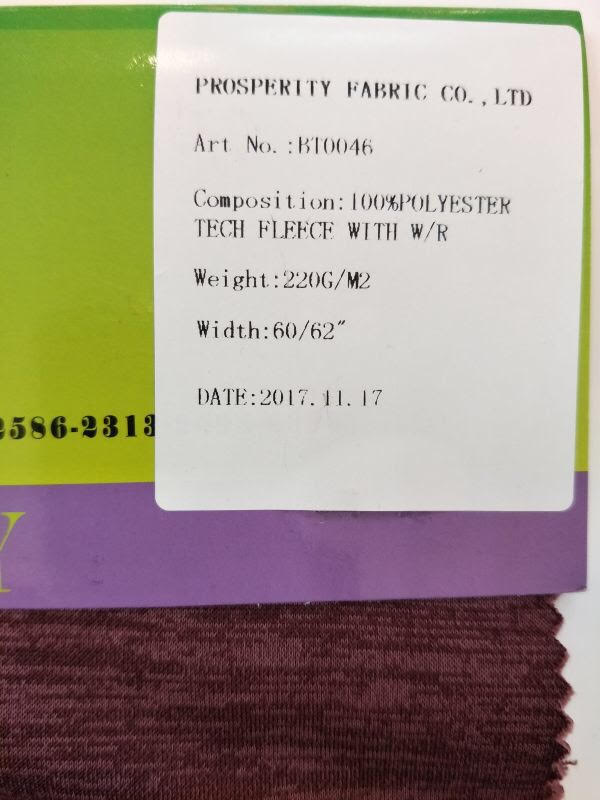 PROSPERITY FABRIC CO.,LTD
Art No.:BT0046
Composition:100%POLYESTER
TECH FLEECE WITH W/R
Weight:220G/M2
Width:60/62"
DATE:2017.11.17
2586-2313
Y